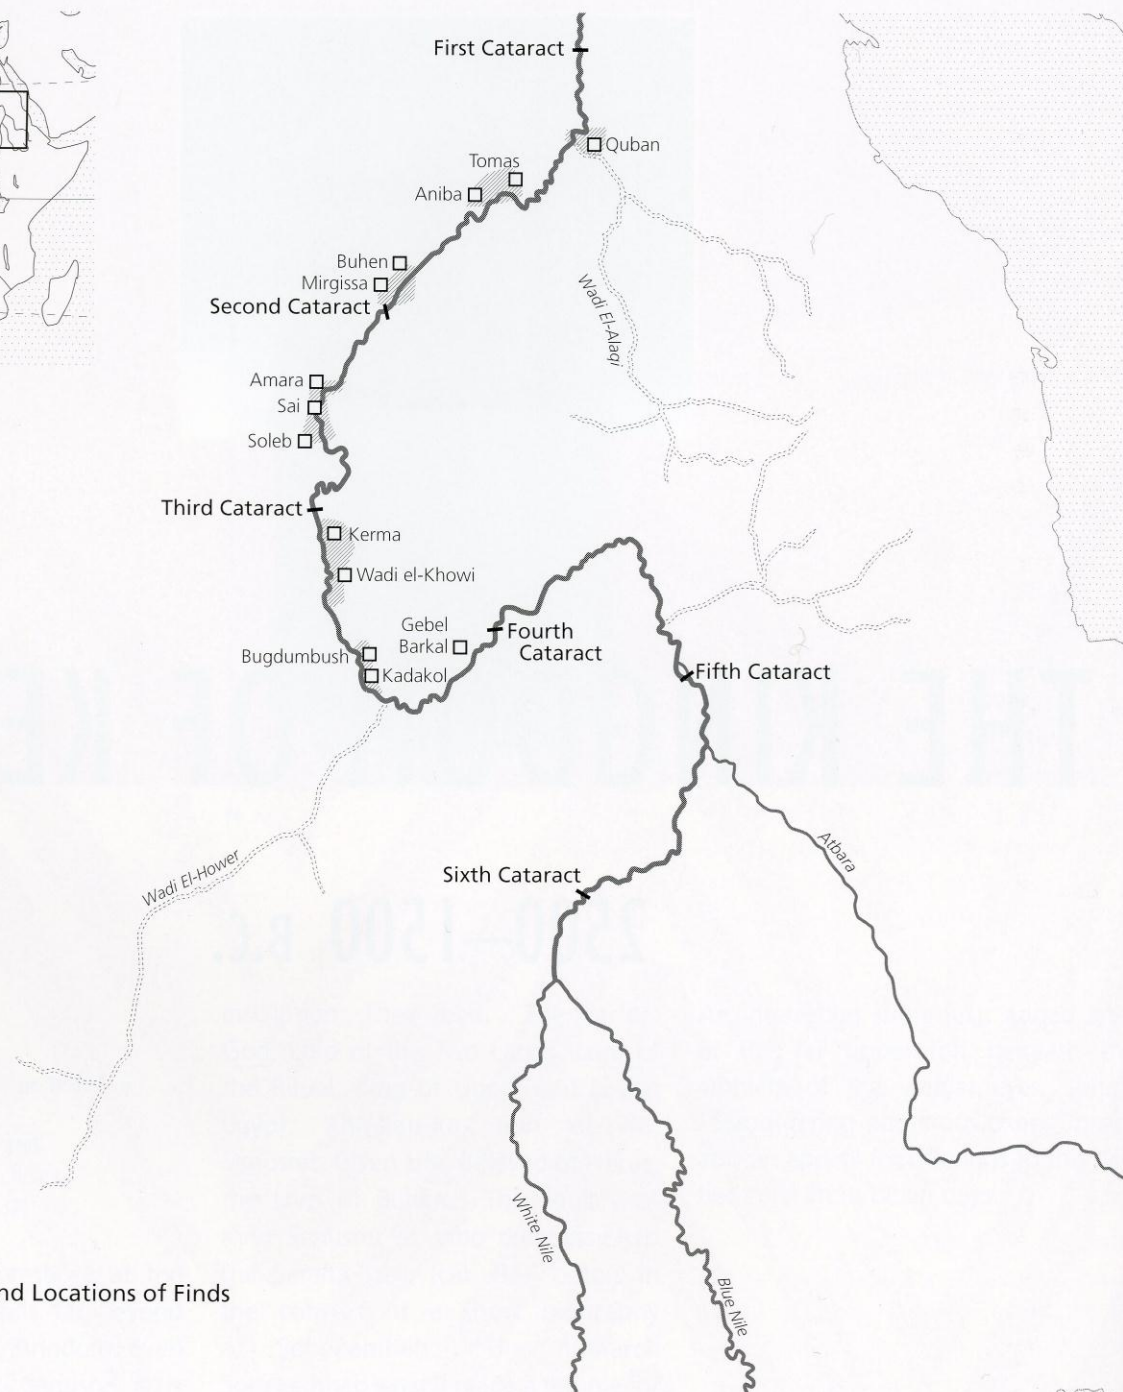 First Cataract
Quban
Tomas
Aniba
Buhen
Mirgissa
Second Cataract
Wadi El-Alaqi
Amara
Sai
Soleb
Third Cataract
Kerma
Wadi el-Khowi
Gebel
Barkal
Fourth
Cataract
Bugdumbush
Kadakol
Fifth Cataract
Atbara
Wadi El-Hower
Sixth Cataract
White Nile
Blue Nile
nd Locations of Finds